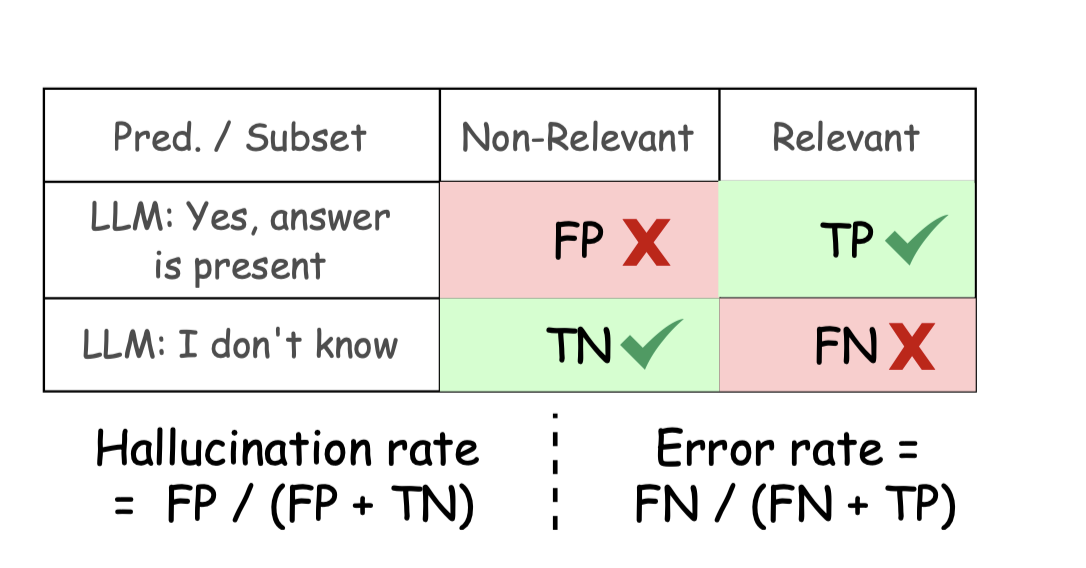 Pred. / Subset
Non-Relevant
Relevant
LLM: Yes, answer
is present
FP X
TP ✓
LLM: I don't know
TN ✓
FN X
Hallucination rate
= FP / (FP + TN)
Error rate =
FN / (FN + TP)